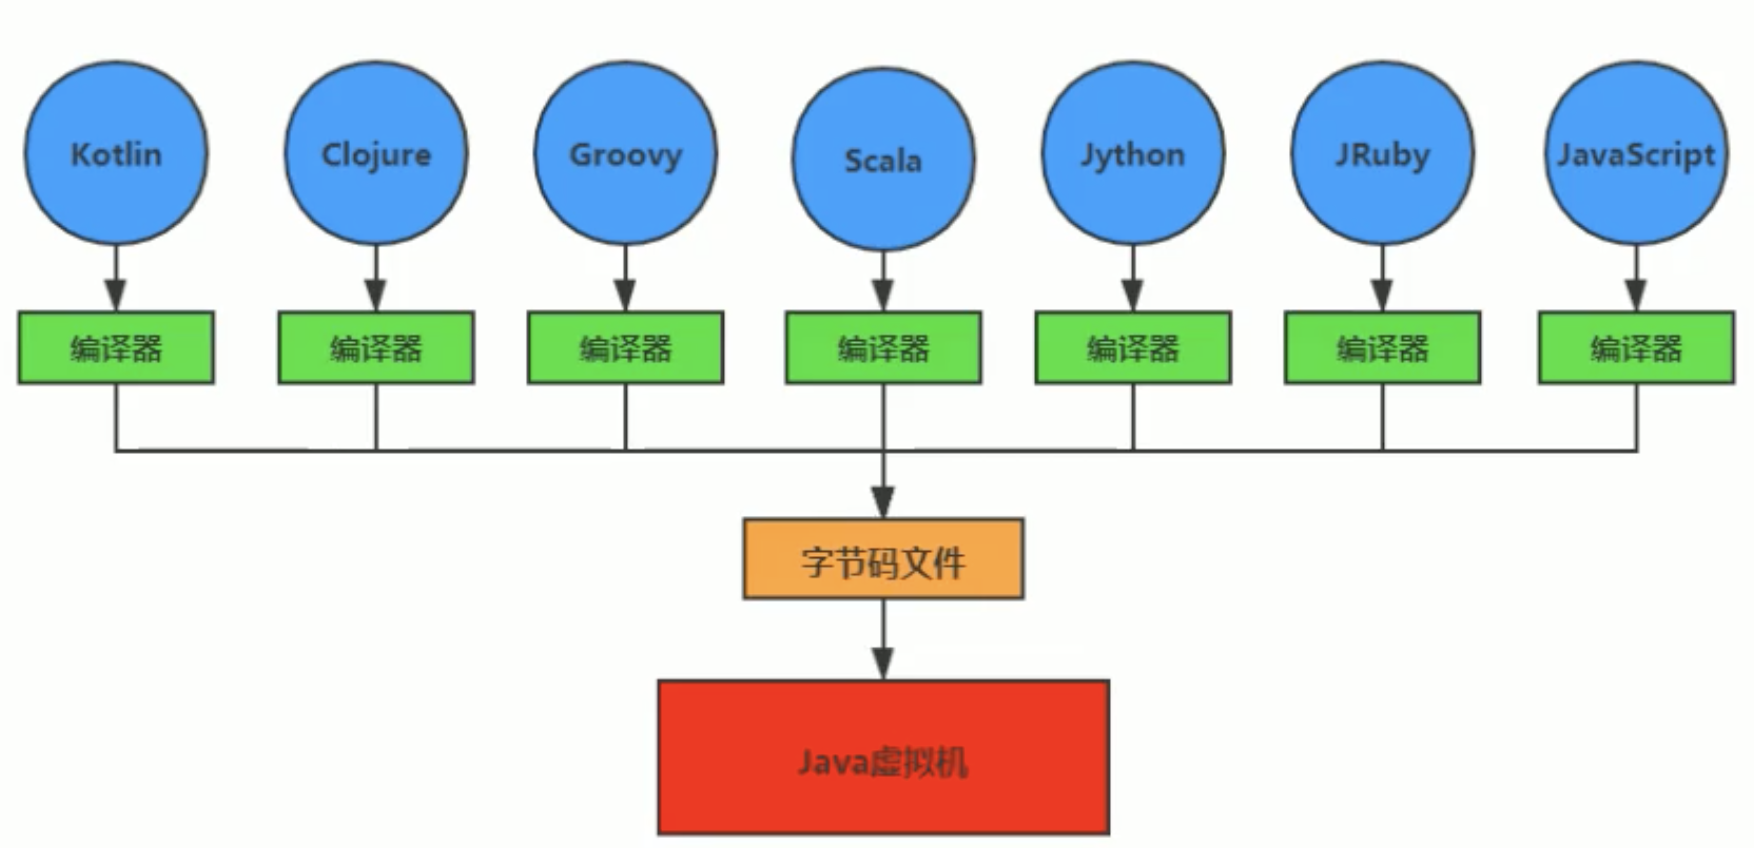 Kotlin
Clojure
Groovy
Scala
Jython
JRuby
JavaScript
编译器
编译器
编译器
编译器
编译器
编译器
编译器
字节码文件
Java虚拟机